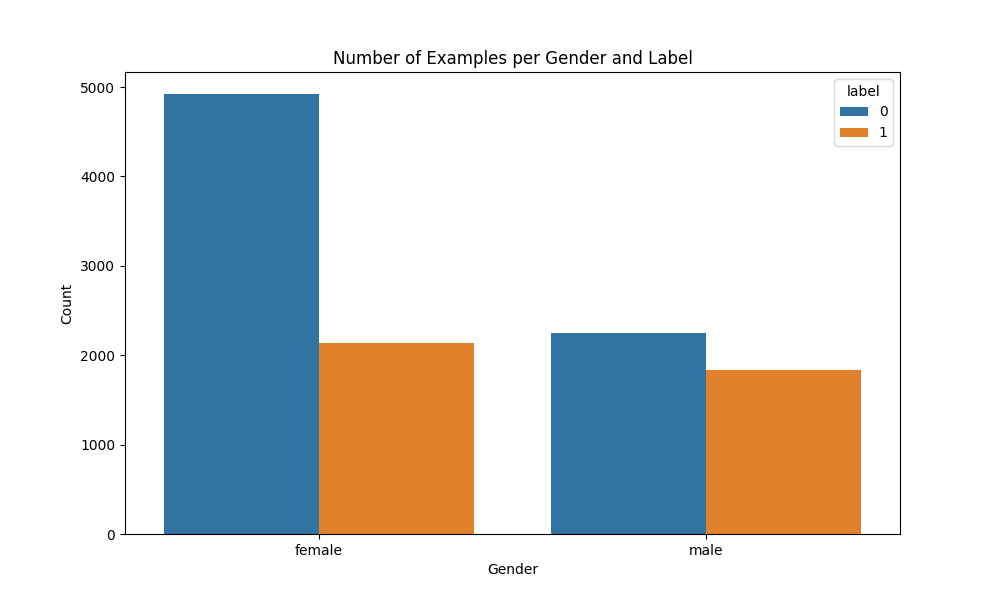 Number of Examples per Gender and Label
label
0
1
5000
4000
3000
2000
1000
0
Count
female
male
Gender